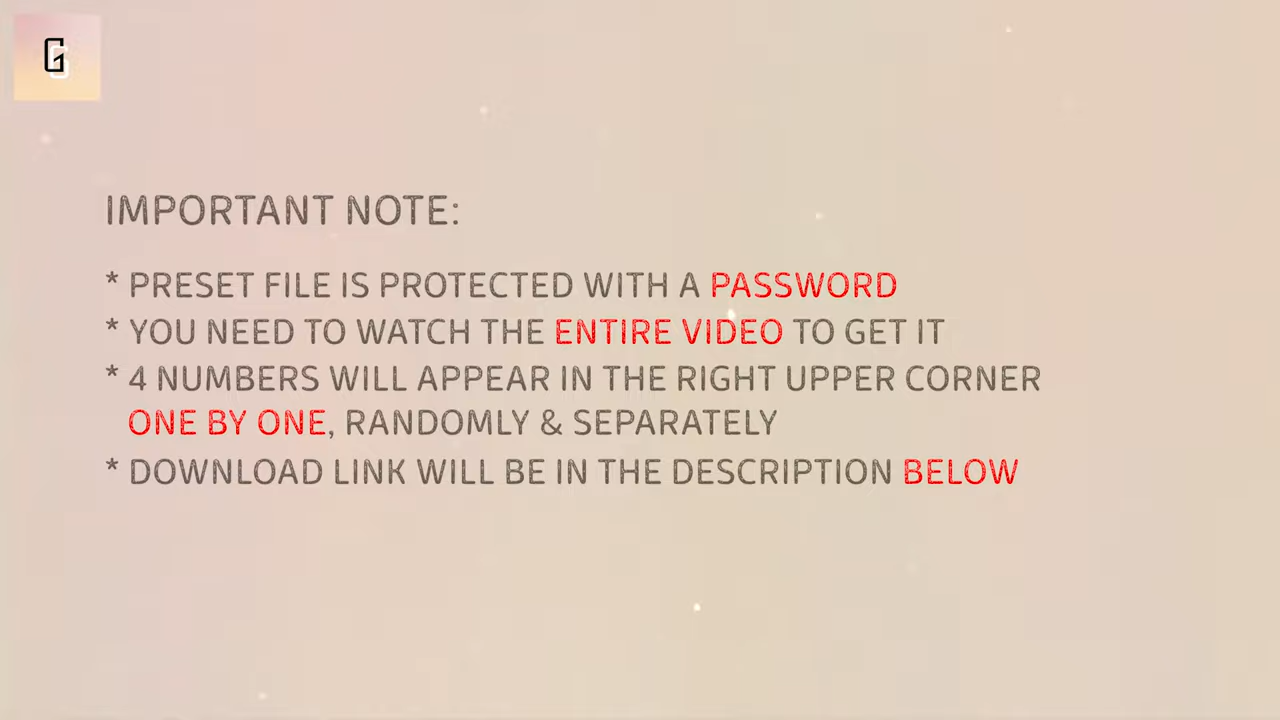 G
IMPORTANT NOTE:
* PRESET FILE IS PROTECTED WITH A PASSWORD
* YOU NEED TO WATCH THE ENTIRE VIDEO TO GET IT
* 4 NUMBERS WILL APPEAR IN THE RIGHT UPPER CORNER
ONE BY ONE, RANDOMLY & SEPARATELY
* DOWNLOAD LINK WILL BE IN THE DESCRIPTION BELOW